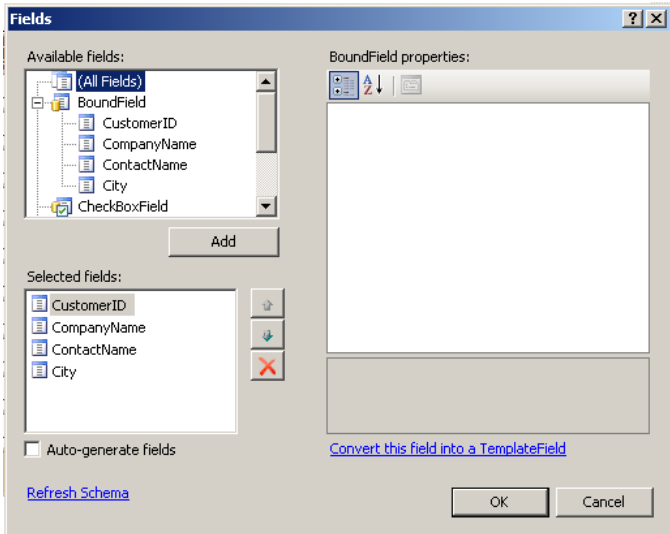 Fields
Available fields:
(All Fields)
BoundField
CustomerID
CompanyName
ContactName
City
CheckBoxField
Add
Selected fields:
CustomerID
CompanyName
ContactName
City
Auto-generate fields
Refresh Schema
BoundField properties:
Convert this field into a TemplateField
OK
Cancel